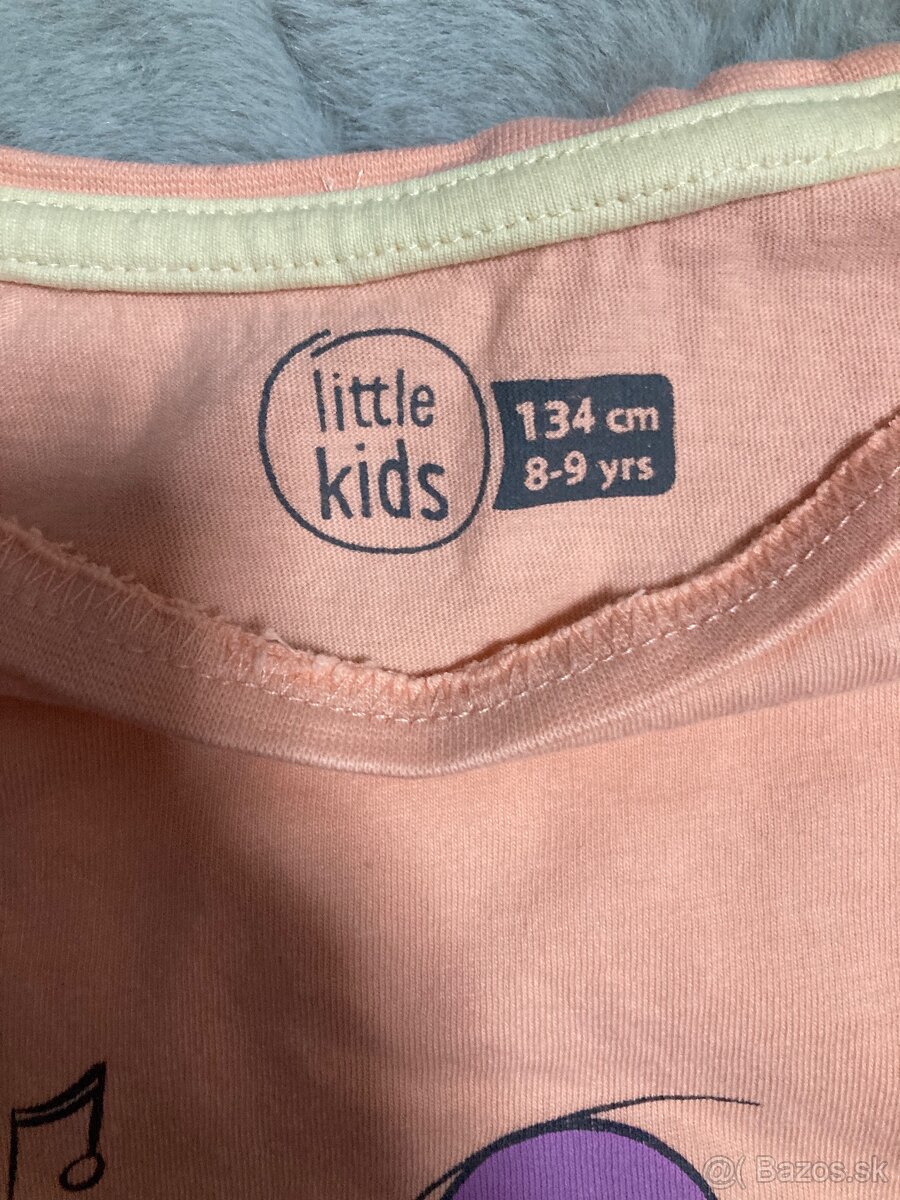 little
kids
134 cm
8-9 yrs
@( Bazos.sk